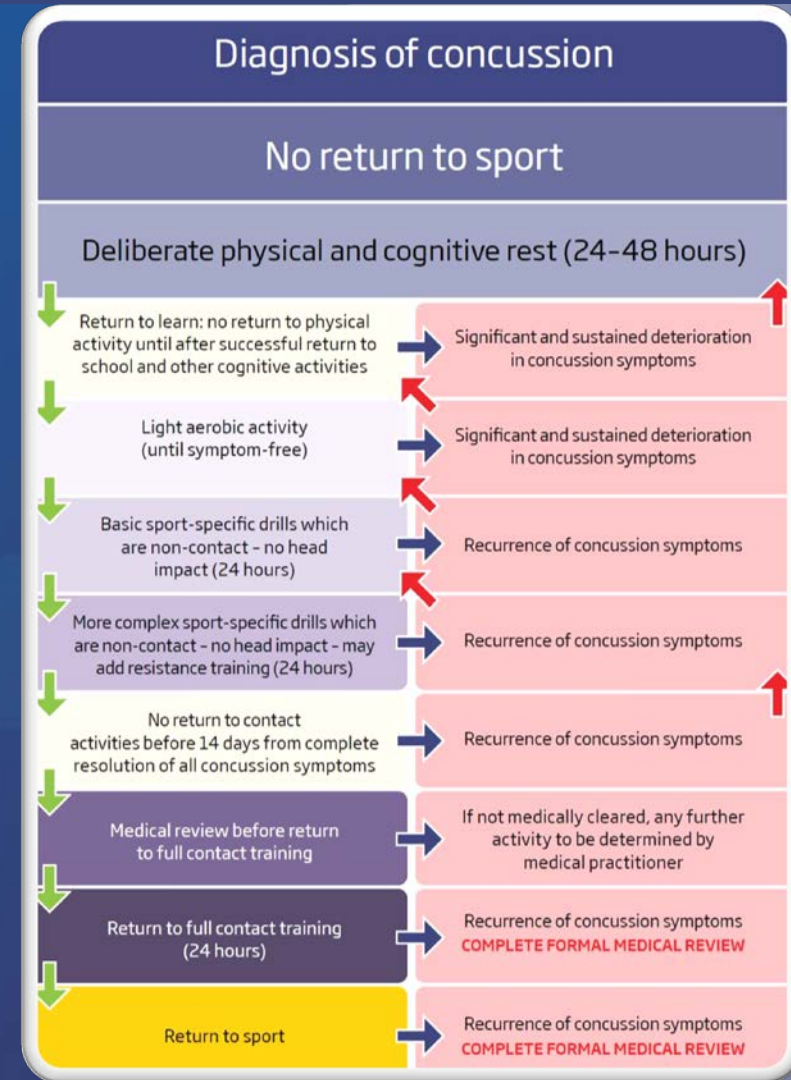 Diagnosis of concussion
No return to sport
Deliberate physical and cognitive rest (24–48 hours)
Return to learn: no return to physical
activity until after successful return to
school and other cognitive activities
Significant and sustained deterioration
in concussion symptoms
Light aerobic activity
(until symptom-free)
Significant and sustained deterioration
in concussion symptoms
Basic sport-specific drills which
are non-contact – no head
impact (24 hours)
Recurrence of concussion symptoms
More complex sport-specific drills which
are non-contact – no head impact – may
add resistance training (24 hours)
Recurrence of concussion symptoms
No return to contact
activities before 14 days from complete
resolution of all concussion symptoms
Recurrence of concussion symptoms
Medical review before return
to full contact training
If not medically cleared, any further
activity to be determined by
medical practitioner
Return to full contact training
(24 hours)
Recurrence of concussion symptoms
COMPLETE FORMAL MEDICAL REVIEW
Return to sport
Recurrence of concussion symptoms
COMPLETE FORMAL MEDICAL REVIEW